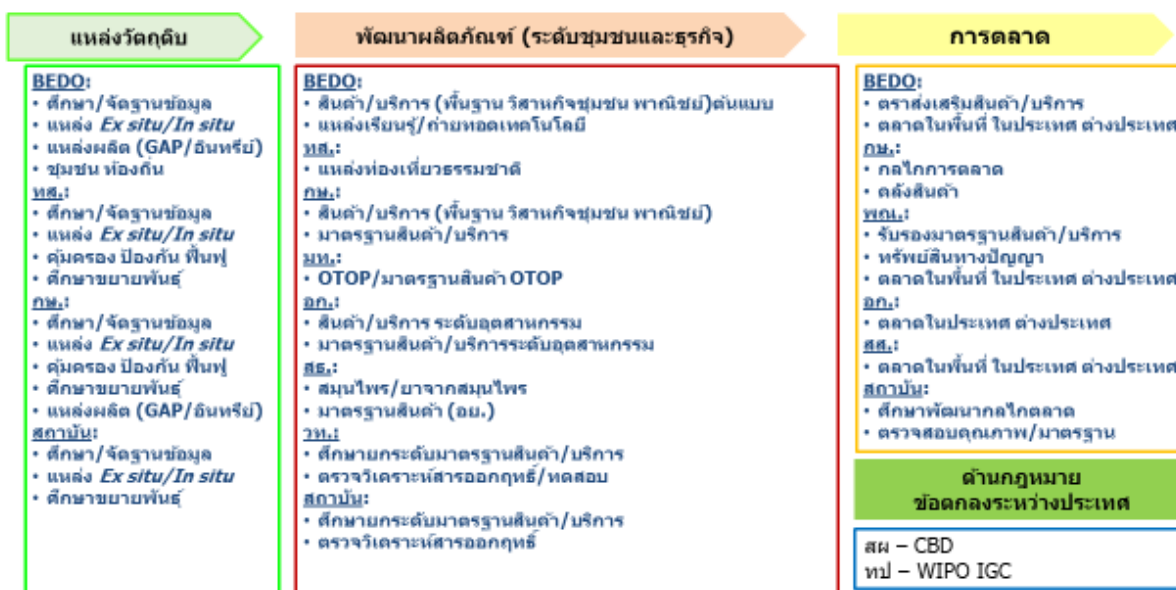 แหล่งวัตถุดิบ
BEDO:
• ศึกษา/จัดฐานข้อมูล
• แหล่ง Ex situ/In situ
• แหล่งผลิต (GAP/อินทรีย์)
• ชุมชน ท้องถิ่น
ทส.:
• ศึกษา/จัดฐานข้อมูล
• แหล่ง Ex situ/In situ
• คุ้มครอง ป้องกัน ฟื้นฟู
• ศึกษาขยายพันธุ์
กษ.:
• ศึกษา/จัดฐานข้อมูล
• แหล่ง Ex situ/In situ
• คุ้มครอง ป้องกัน ฟื้นฟู
• ศึกษาขยายพันธุ์
• แหล่งผลิต (GAP/อินทรีย์)
สถาบัน:
• ศึกษา/จัดฐานข้อมูล
• แหล่ง Ex situ/In situ
• ศึกษาขยายพันธุ์
พัฒนาผลิตภัณฑ์ (ระดับชุมชนและธุรกิจ)
BEDO:
• สินค้า/บริการ (พื้นฐาน วิสาหกิจชุมชน พาณิชย์)ต้นแบบ
• แหล่งเรียนรู้/ถ่ายทอดเทคโนโลยี
ทส.:
• แหล่งท่องเที่ยวธรรมชาติ
กษ.:
• สินค้า/บริการ (พื้นฐาน วิสาหกิจชุมชน พาณิชย์)
• มาตรฐานสินค้า/บริการ
มท.:
• OTOP/มาตรฐานสินค้า OTOP
อก.:
• สินค้า/บริการ ระดับอุตสาหกรรม
• มาตรฐานสินค้า/บริการระดับอุตสาหกรรม
สธ.:
• สมุนไพร/ยาจากสมุนไพร
• มาตรฐานสินค้า (อย.)
วท.:
• ศึกษายกระดับมาตรฐานสินค้า/บริการ
• ตรวจวิเคราะห์สารออกฤทธิ์/ทดสอบ
สถาบัน:
• ศึกษายกระดับมาตรฐานสินค้า/บริการ
• ตรวจวิเคราะห์สารออกฤทธิ์
การตลาด
BEDO:
• ตราส่งเสริมสินค้า/บริการ
• ตลาดในพื้นที่ ในประเทศ ต่างประเทศ
กษ.:
• กลไกการตลาด
• คลังสินค้า
พณ.:
• รับรองมาตรฐานสินค้า/บริการ
• ทรัพย์สินทางปัญญา
• ตลาดในพื้นที่ ในประเทศ ต่างประเทศ
อก.:
• ตลาดในประเทศ ต่างประเทศ
สส.:
• ตลาดในพื้นที่ ในประเทศ ต่างประเทศ
สถาบัน:
• ศึกษาพัฒนากลไกตลาด
• ตรวจสอบคุณภาพ/มาตรฐาน
ด้านกฎหมาย
ข้อตกลงระหว่างประเทศ
สผ – CBD
ทป – WIPO IGC